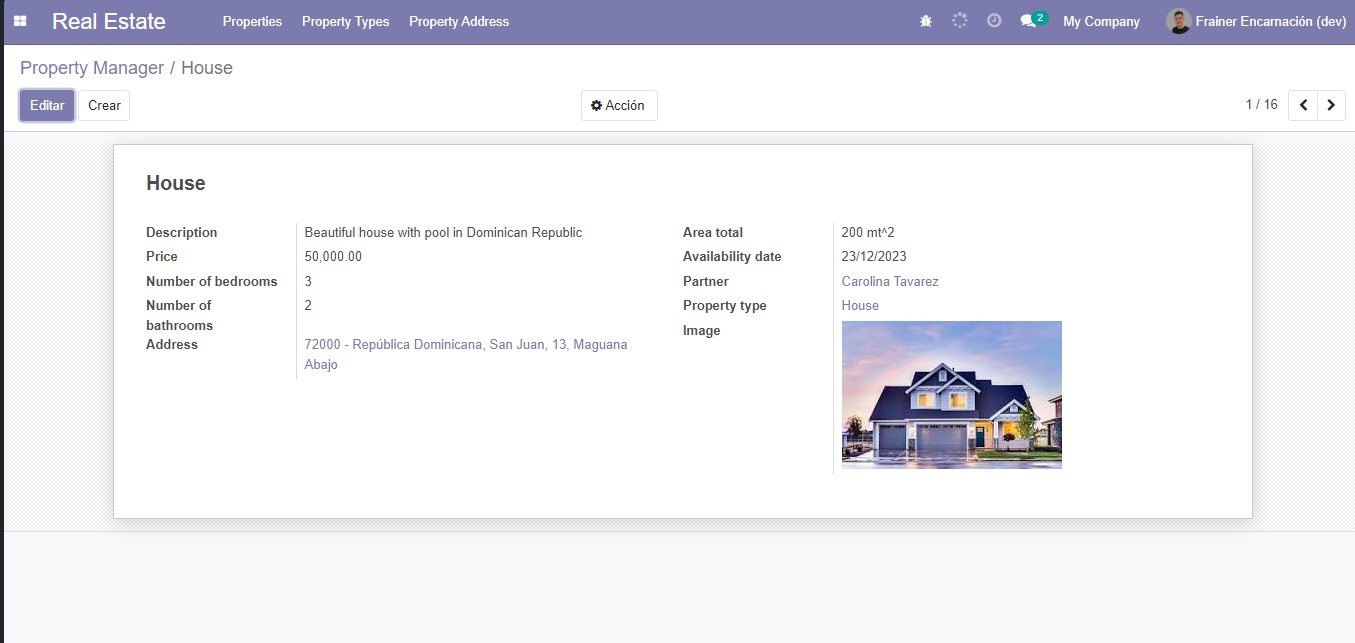 Real Estate Properties Property Types Property Address 2 My Company Frainer Encarnación (dev)
Property Manager / House
Editar Crear Acción 1 / 16
House
Description Beautiful house with pool in Dominican Republic
Price 50,000.00
Number of bedrooms 3
Number of bathrooms 2
Address 72000 - República Dominicana, San Juan, 13, Maguana
Abajo
Area total 200 mt^2
Availability date 23/12/2023
Partner Carolina Tavarez
Property type House
Image